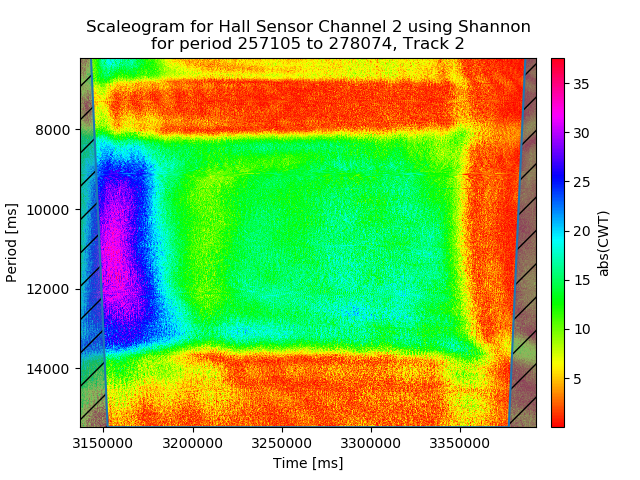 Scaleogram for Hall Sensor Channel 2 using Shannon
for period 257105 to 278074, Track 2
8000
10000
12000
14000
Period [ms]
3150000 3200000 3250000 3300000 3350000
Time [ms]
35
30
25
20
15
10
5
abs(CWT)